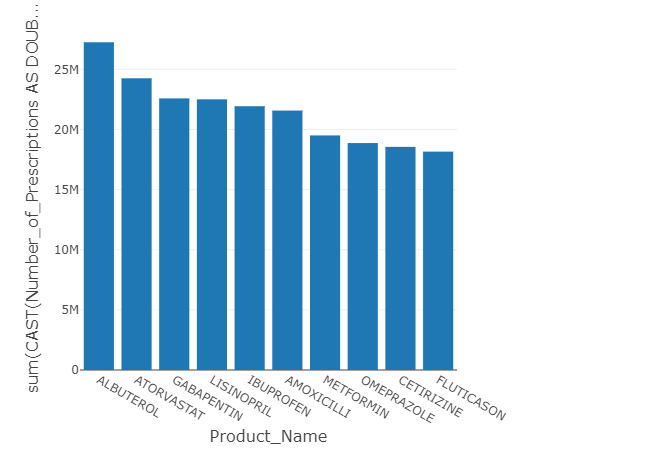 sum(CAST(Number_of_Prescriptions AS DOUB...
25M
20M
15M
10M
5M
0
ALBUTEROL
ATORVASTAT
GABAPENTIN
LISINOPRIL
IBUPROFEN
AMOXICILLI
METFORMIN
OMEPRAZOLE
CETIRIZINE
FLUTICASON
Product_Name